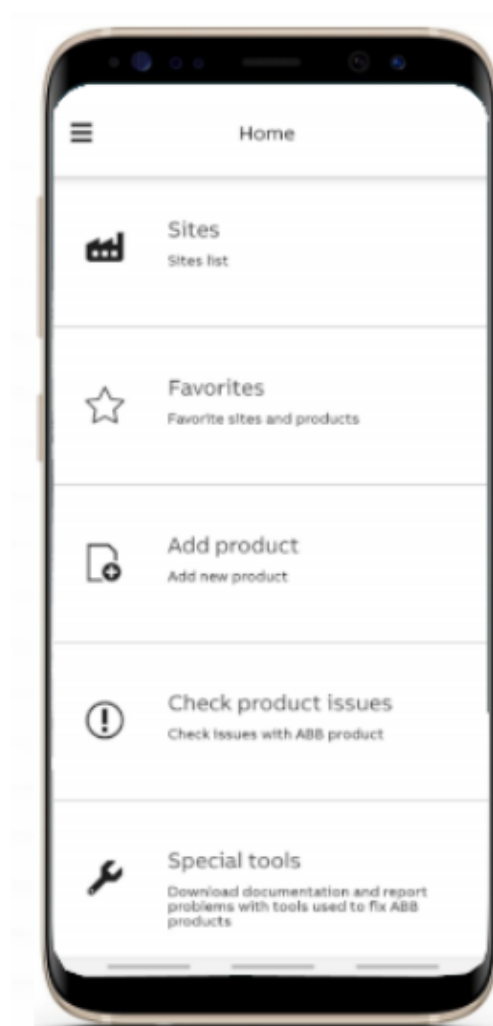 Home
Sites
Sites list
Favorites
Favorite sites and products
Add product
Add new product
Check product issues
Check issues with ABB product
Special tools
Download documentation and report
problems with tools used to fix ABB
products